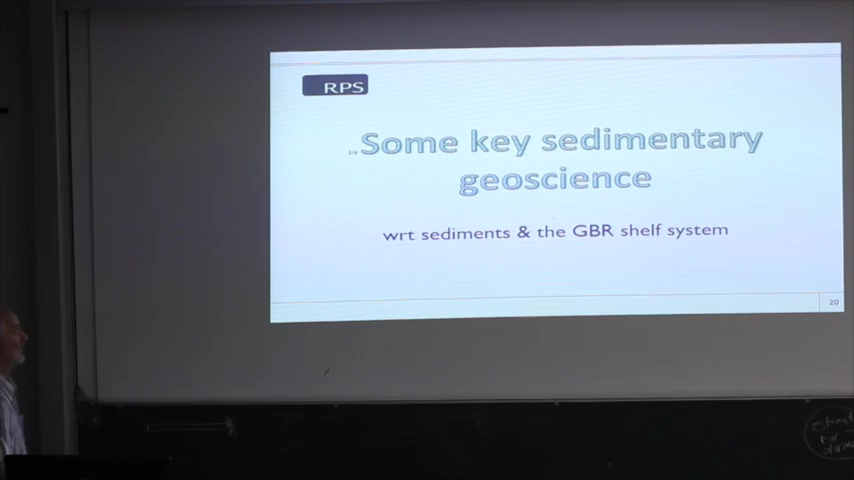 RPS
Some key sedimentary
geoscience
wrt sediments & the GBR shelf system
20